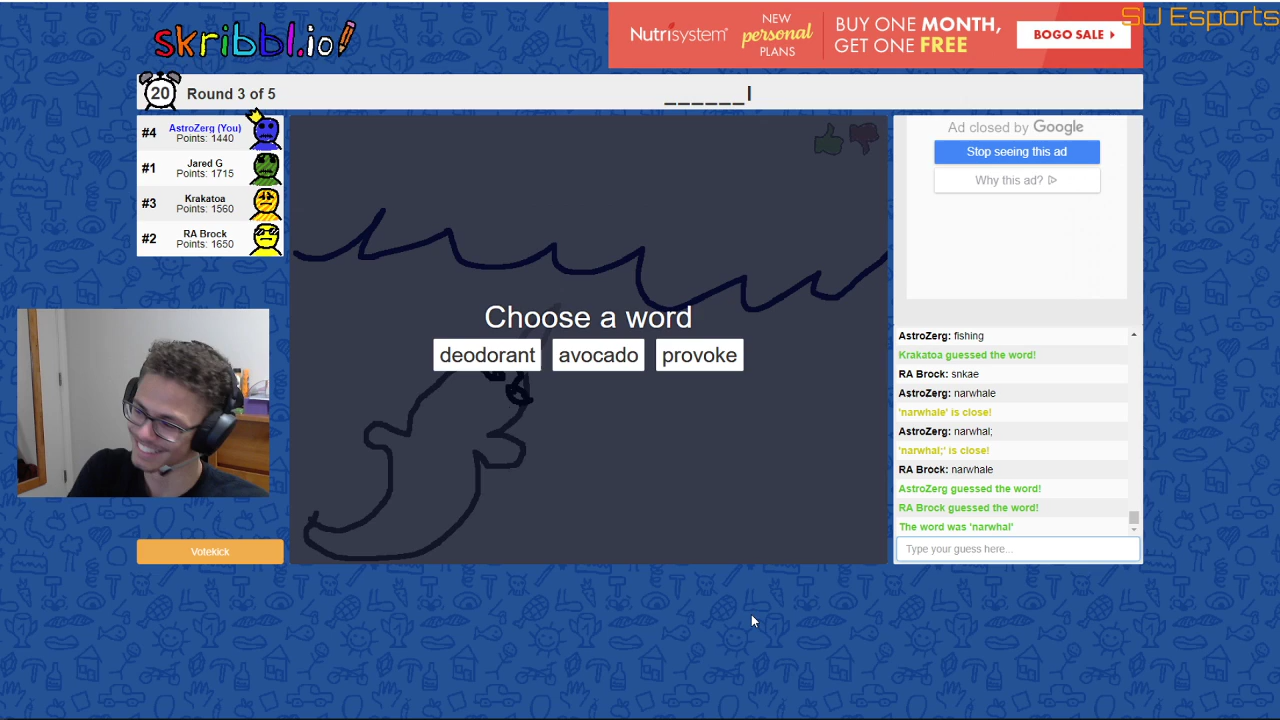 SU Esports
skribbl.io
Nutrisystem®
NEW
personal
PLANS
BUY ONE MONTH,
GET ONE FREE
BOGO SALE
20
Round 3 of 5
______l
#4
AstroZerg (You)
Points: 1440
#1
Jared G
Points: 1715
#3
Krakatoa
Points: 1560
#2
RA Brock
Points: 1650
Choose a word
deodorant
avocado
provoke
Votekick
Ad closed by Google
Stop seeing this ad
Why this ad?
AstroZerg: fishing
Krakatoa guessed the word!
RA Brock: snkae
AstroZerg: narwhale
'narwhale' is close!
AstroZerg: narwhal;
'narwhal;' is close!
RA Brock: narwhale
AstroZerg guessed the word!
RA Brock guessed the word!
The word was 'narwhal'
Type your guess here...